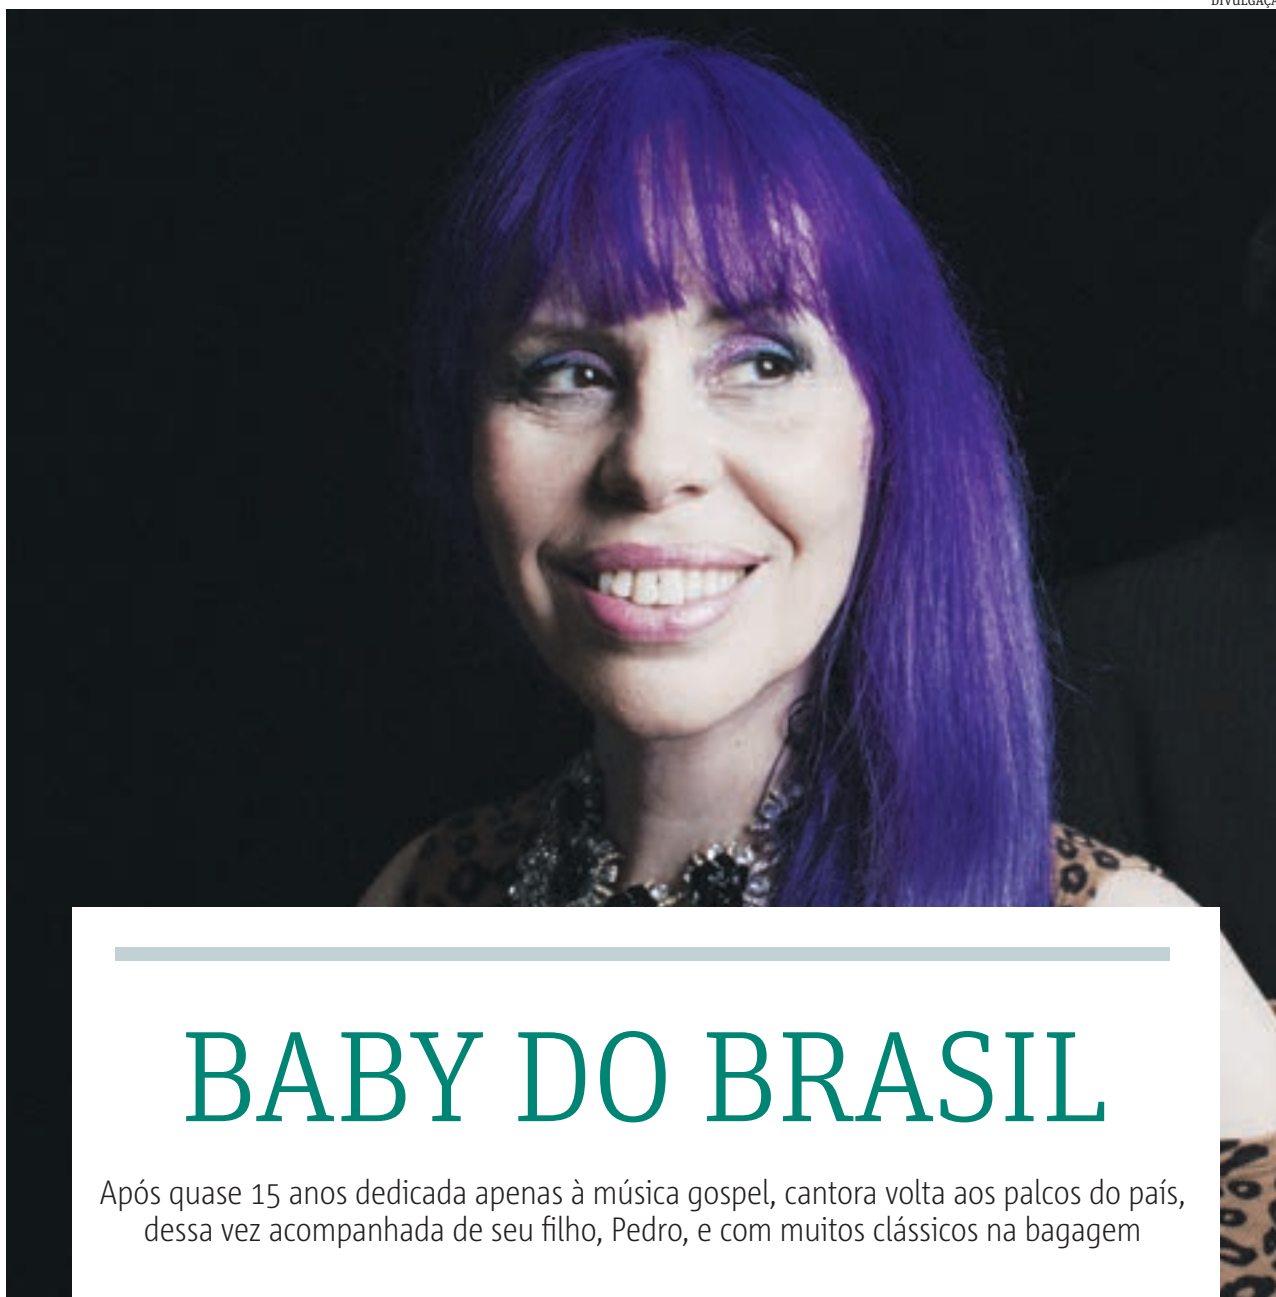 BABY DO BRASIL
Após quase 15 anos dedicada apenas à música gospel, cantora volta aos palcos do país,
dessa vez acompanhada de seu filho, Pedro, e com muitos clássicos na bagagem